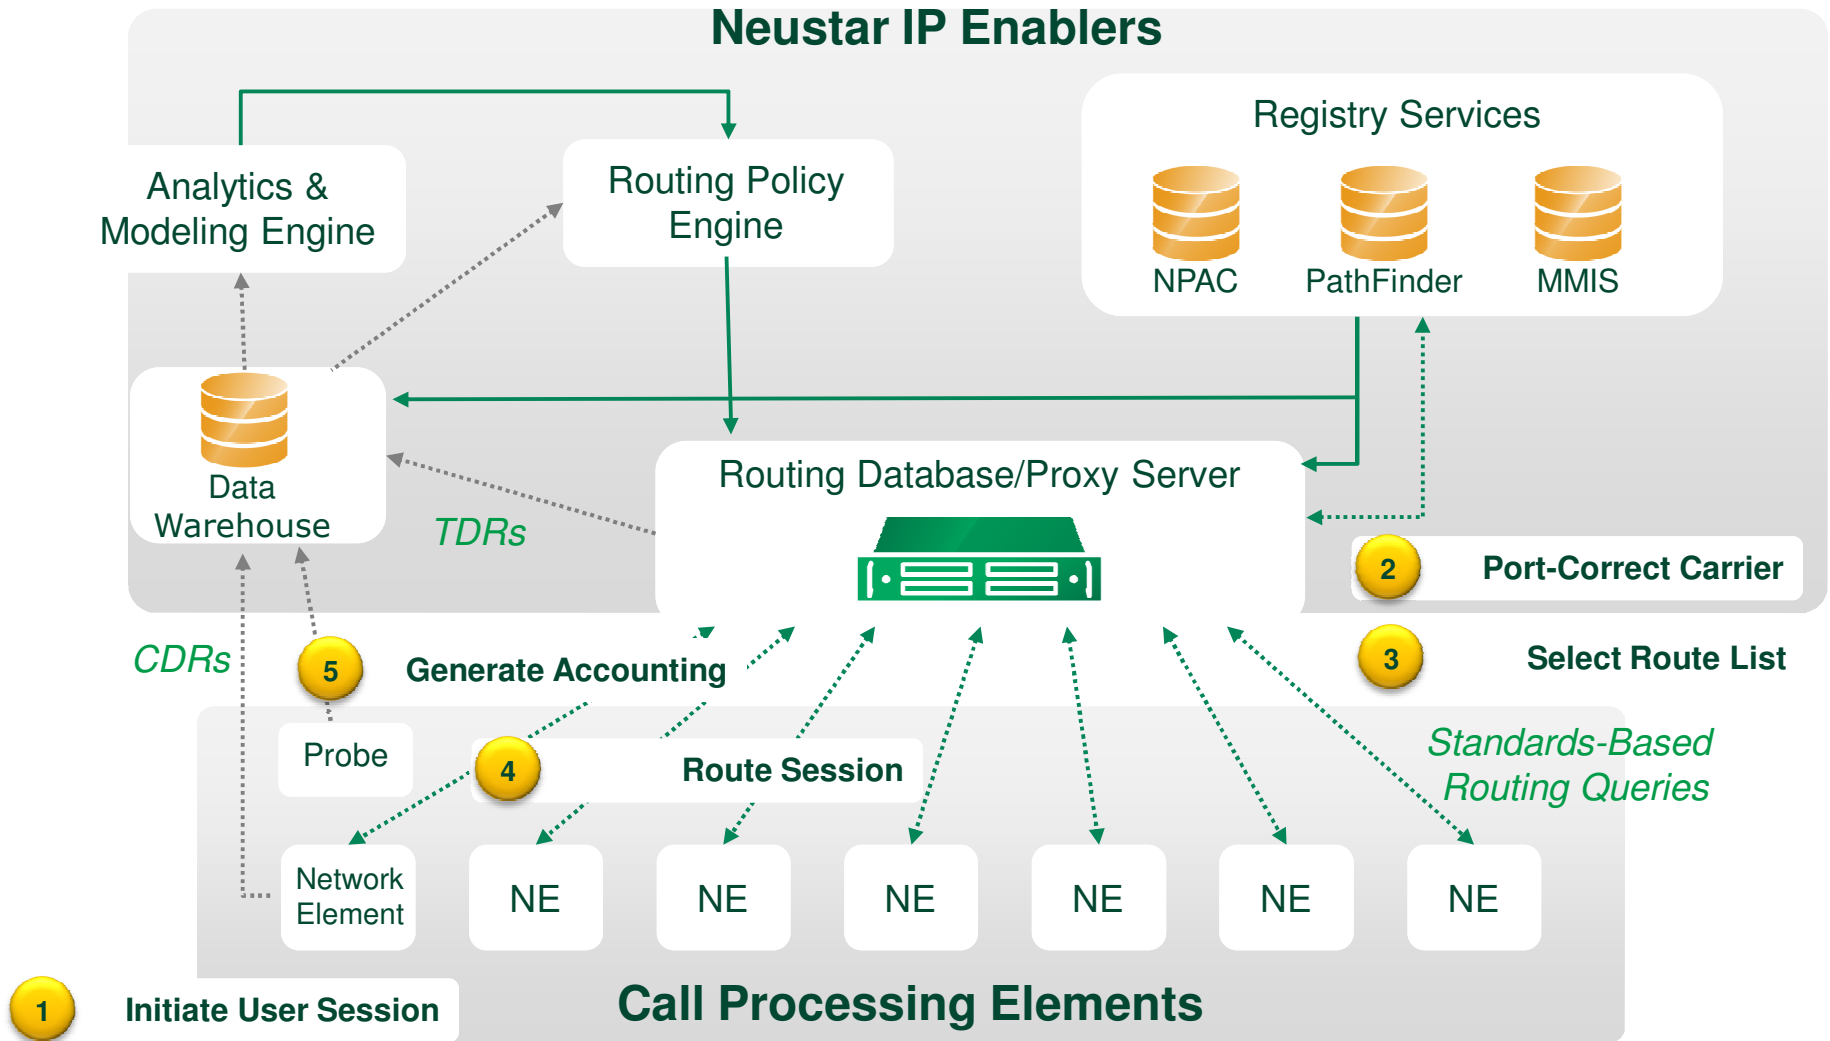 Neustar IP Enablers
Registry Services
Analytics &
Modeling Engine
Routing Policy
Engine
NPAC
PathFinder
MMIS
Data
Warehouse
TDRs
Routing Database/Proxy Server
2
Port-Correct Carrier
CDRs
5
Generate Accounting
3
Select Route List
Probe
4
Route Session
Standards-Based
Routing Queries
Network
Element
NE
NE
NE
NE
NE
NE
1
Initiate User Session
Call Processing Elements